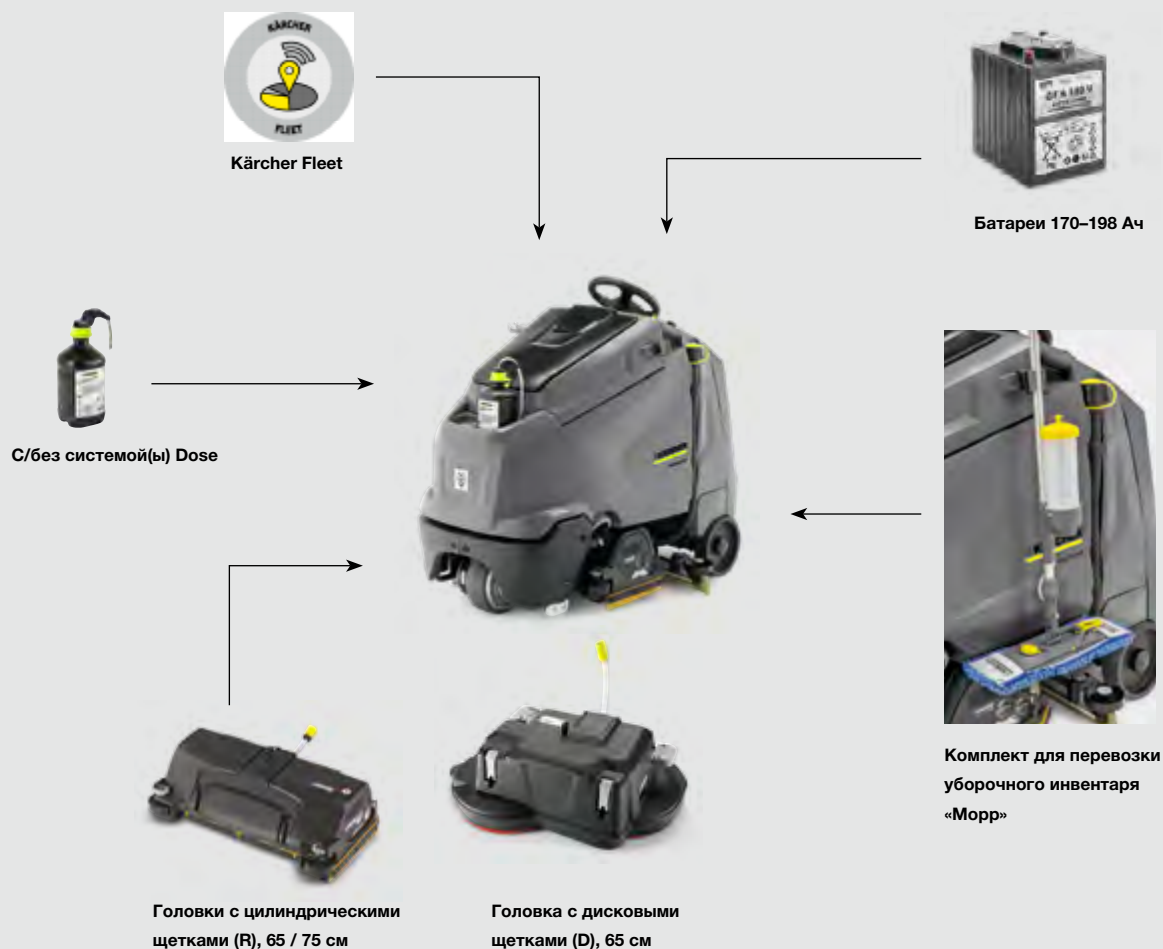 KÄRCHER
FLEET
Kärcher Fleet
Батареи 170–198 Ач
С/без системой(ы) Dose
Комплект для перевозки
уборочного инвентаря
«Мopp»
Головки с цилиндрическими
щетками (R), 65 / 75 см
Головка с дисковыми
щетками (D), 65 см